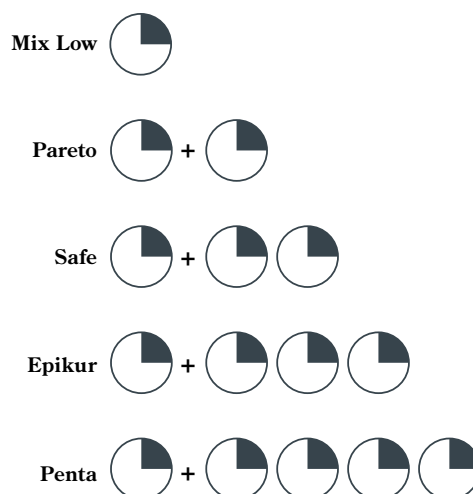 Mix Low
Pareto +
Safe +
Epikur +
Penta +